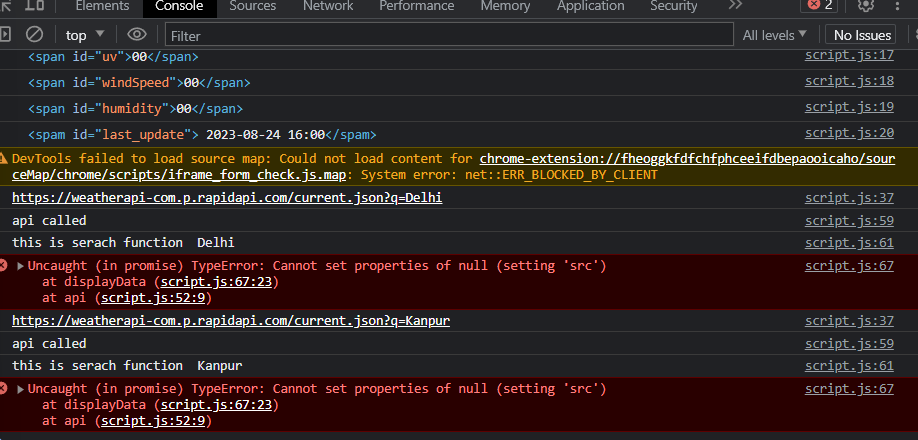 Elements Console Sources Network Performance Memory Application Security 2
top Filter All levels No Issues
<span id="uv">00</span> script.js:17
<span id="windSpeed">00</span> script.js:18
<span id="humidity">00</span> script.js:19
<spam id="last_update"> 2023-08-24 16:00</spam> script.js:20
DevTools failed to load source map: Could not load content for chrome-extension://fheoggkfdfchfphceeifdbepaooicaho/sour
ceMap/chrome/scripts/iframe_form_check.js.map: System error: net::ERR_BLOCKED_BY_CLIENT
https://weatherapi-com.p.rapidapi.com/current.json?q=Delhi script.js:37
api called script.js:59
this is serach function  Delhi script.js:61
Uncaught (in promise) TypeError: Cannot set properties of null (setting 'src') script.js:67
at displayData (script.js:67:23)
at api (script.js:52:9)
https://weatherapi-com.p.rapidapi.com/current.json?q=Kanpur script.js:37
api called script.js:59
this is serach function  Kanpur script.js:61
Uncaught (in promise) TypeError: Cannot set properties of null (setting 'src') script.js:67
at displayData (script.js:67:23)
at api (script.js:52:9)